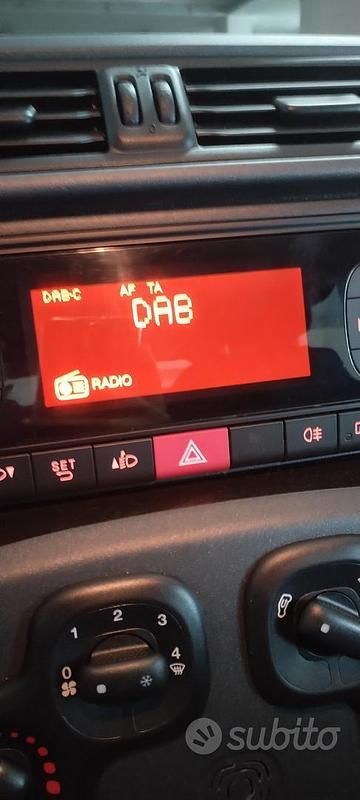 DAB-C AF TA
DAB
RADIO
SET
2
1 3
0 4
subito